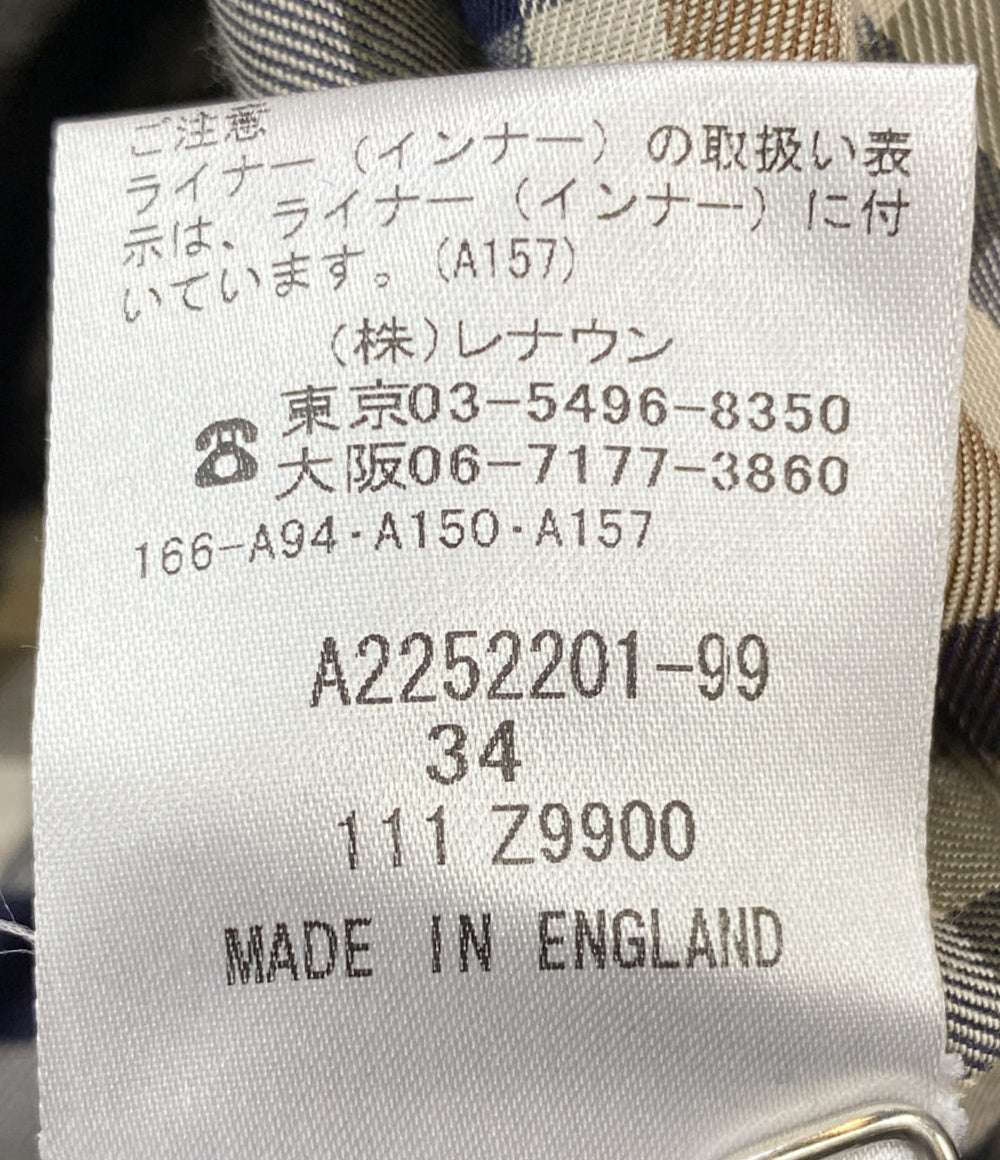 ご注意
ライナー（インナー）の取扱い表
示は、ライナー（インナー）に付
いています。(A157)
(株)レナウン
☎ 東京03-5496-8350
大阪06-7177-3860
166-A94・A150・A157
A2252201-99
34
111 Z9900
MADE IN ENGLAND